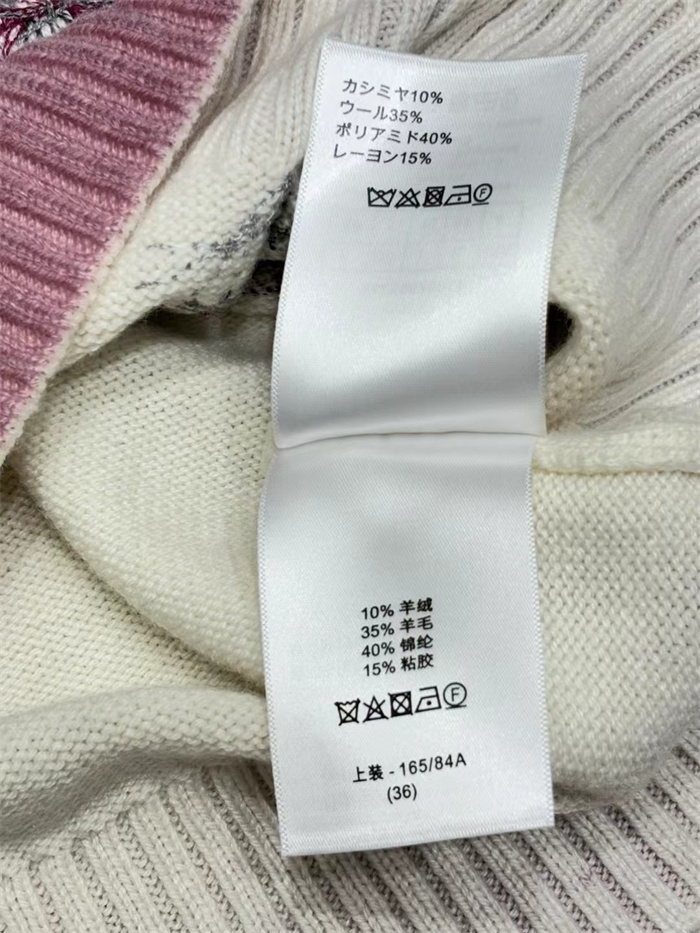 カシミヤ10%
ウール35%
ポリアミド40%
レーヨン15%
F
10% 羊绒
35% 羊毛
40% 锦纶
15% 粘胶
F
上装 - 165/84A
(36)